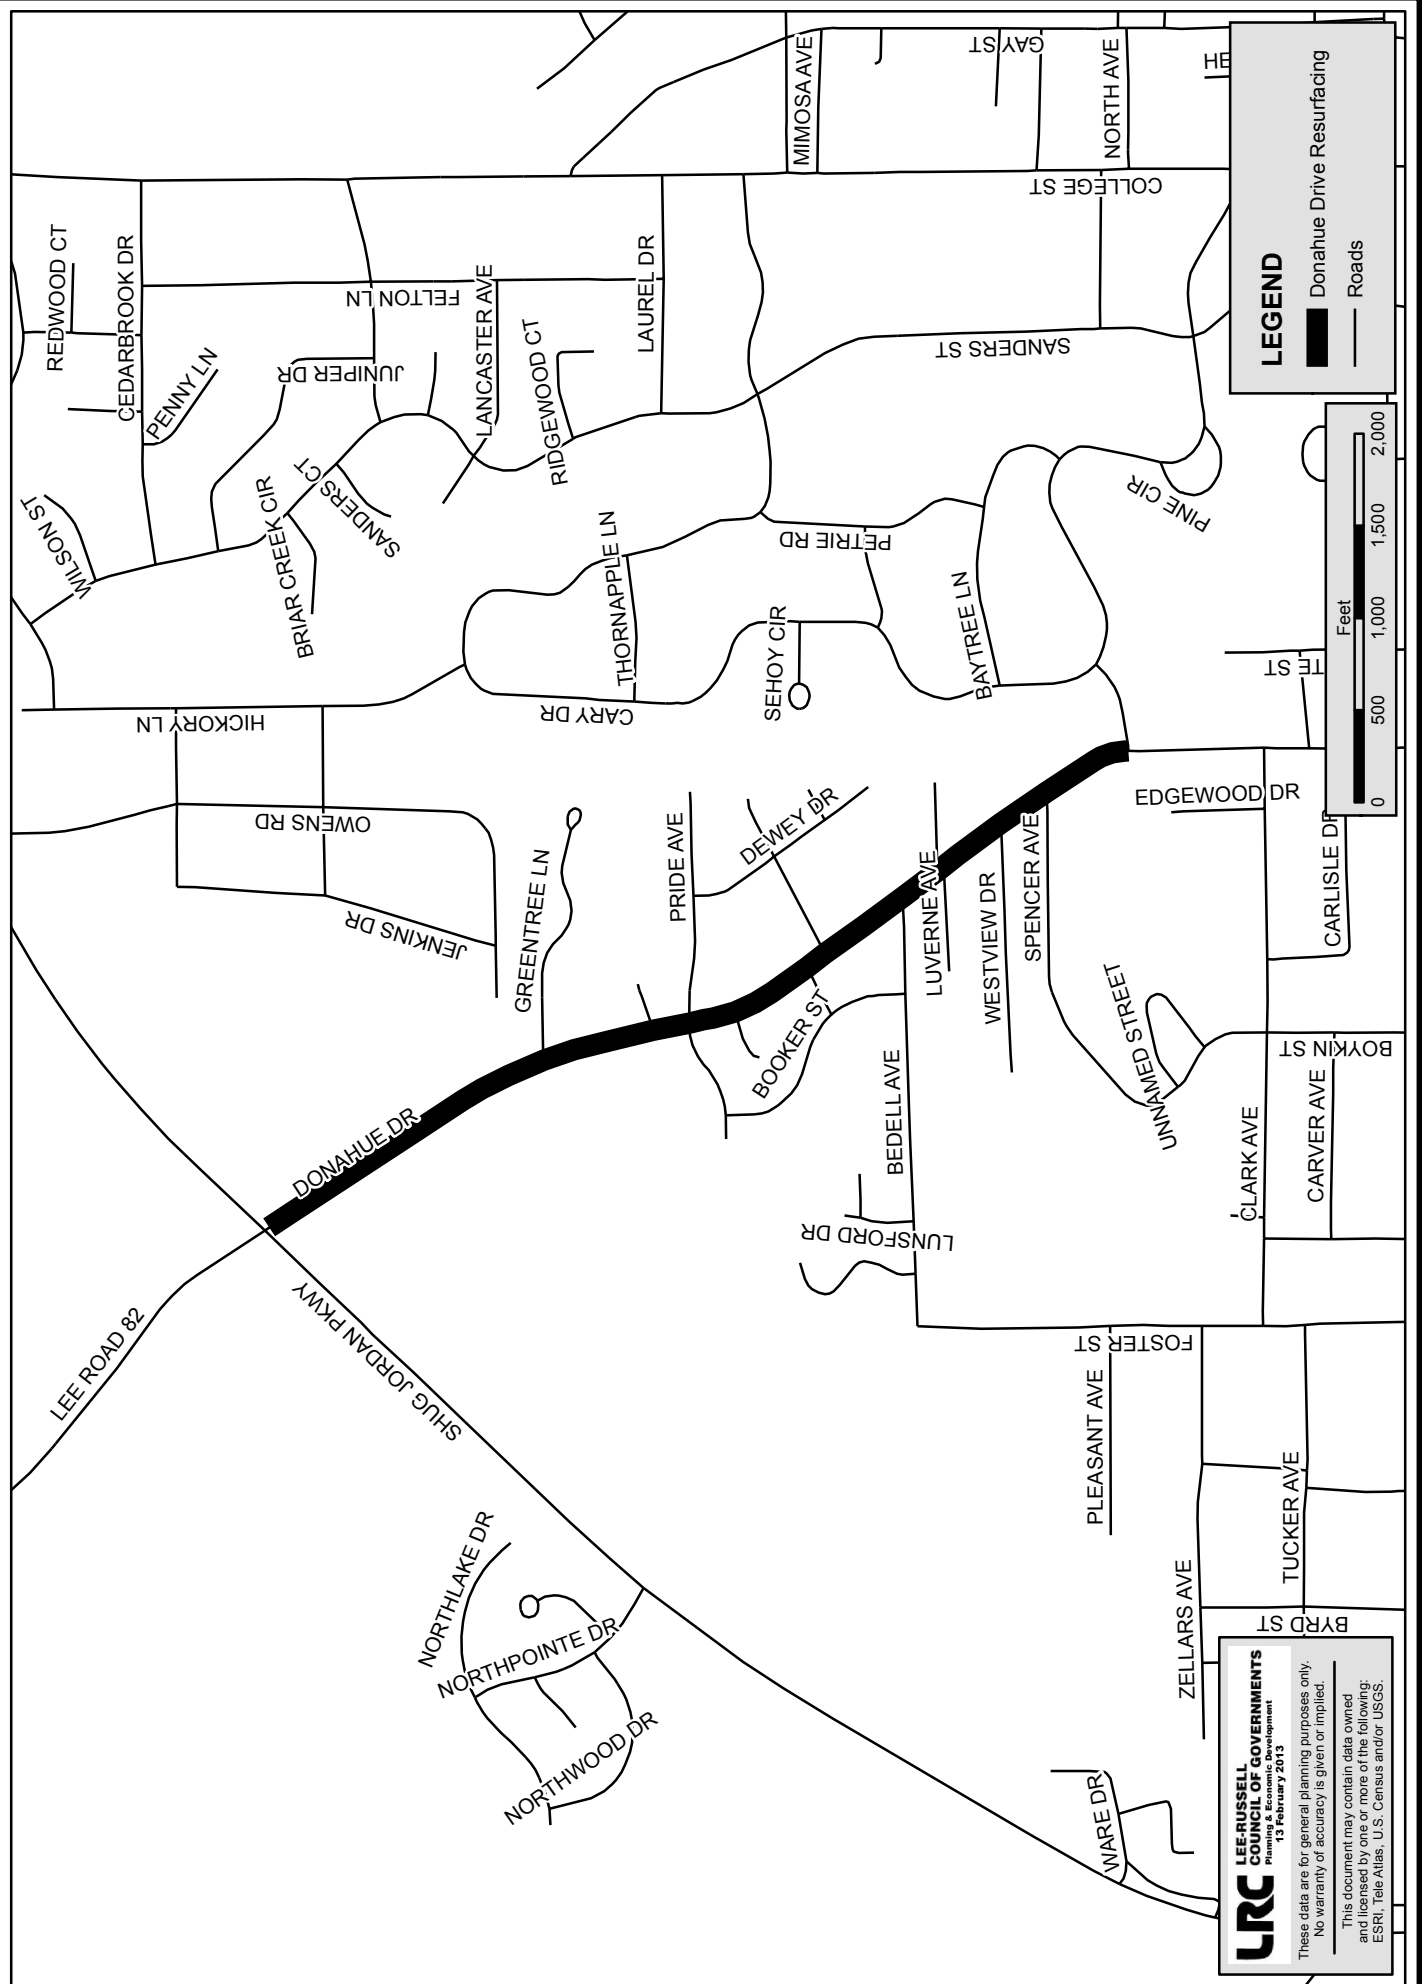 REDWOOD CT
CEDARBROOK DR
PENNY LN
WILSON ST
JUNIPER DR
FELTON LN
LANCASTER AVE
RIDGEWOOD CT
LAUREL DR
SANDERS CT
BRIAR CREEK CIR
MIMOSA AVE
GAY ST
NORTH AVE
HE
COLLEGE ST
SANDERS ST
PINE CIR
PETRIE RD
THORNAPPLE LN
SEHOY CIR
BAYTREE LN
CARY DR
HICKORY LN
OWENS RD
JENKINS DR
GREENTREE LN
PRIDE AVE
DEWEY DR
LUVERNE AVE
WESTVIEW DR
SPENCER AVE
EDGEWOOD DR
CARLISLE DR
TE ST
UNNAMED STREET
BOYKIN ST
CARVER AVE
CLARK AVE
BOOKER ST
BEDELL AVE
LUNSFORD DR
DONAHUE DR
LEE ROAD 82
SHUG JORDAN PKWY
FOSTER ST
PLEASANT AVE
TUCKER AVE
ZELLARS AVE
BYRD ST
NORTHLAKE DR
NORTHPOINTE DR
NORTHWOOD DR
WARE DR
LEGEND
Donahue Drive Resurfacing
Roads
Feet
0 500 1,000 1,500 2,000
LRC
LEE-RUSSELL
COUNCIL OF GOVERNMENTS
Planning & Economic Development
13 February 2013
These data are for general planning purposes only.
No warranty of accuracy is given or implied.
This document may contain data owned
and licensed by one or more of the following:
ESRI, Tele Atlas, U.S. Census and/or USGS.